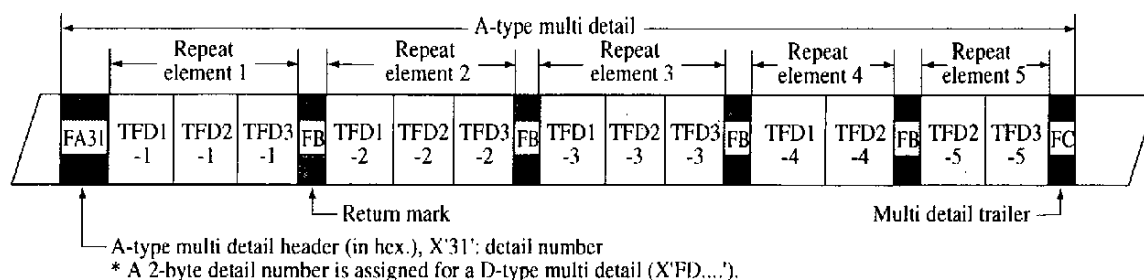 A-type multi detail
Repeat element 1
Repeat element 2
Repeat element 3
Repeat element 4
Repeat element 5
FA31
TFD1 -1
TFD2 -1
TFD3 -1
FB
TFD1 -2
TFD2 -2
TFD3 -2
FB
TFD1 -3
TFD2 -3
TFD3 -3
FB
TFD1 -4
TFD2 -4
FB
TFD2 -5
TFD3 -5
FC
Return mark
Multi detail trailer
A-type multi detail header (in hex.), X'31': detail number
* A 2-byte detail number is assigned for a D-type multi detail (X'FD....').